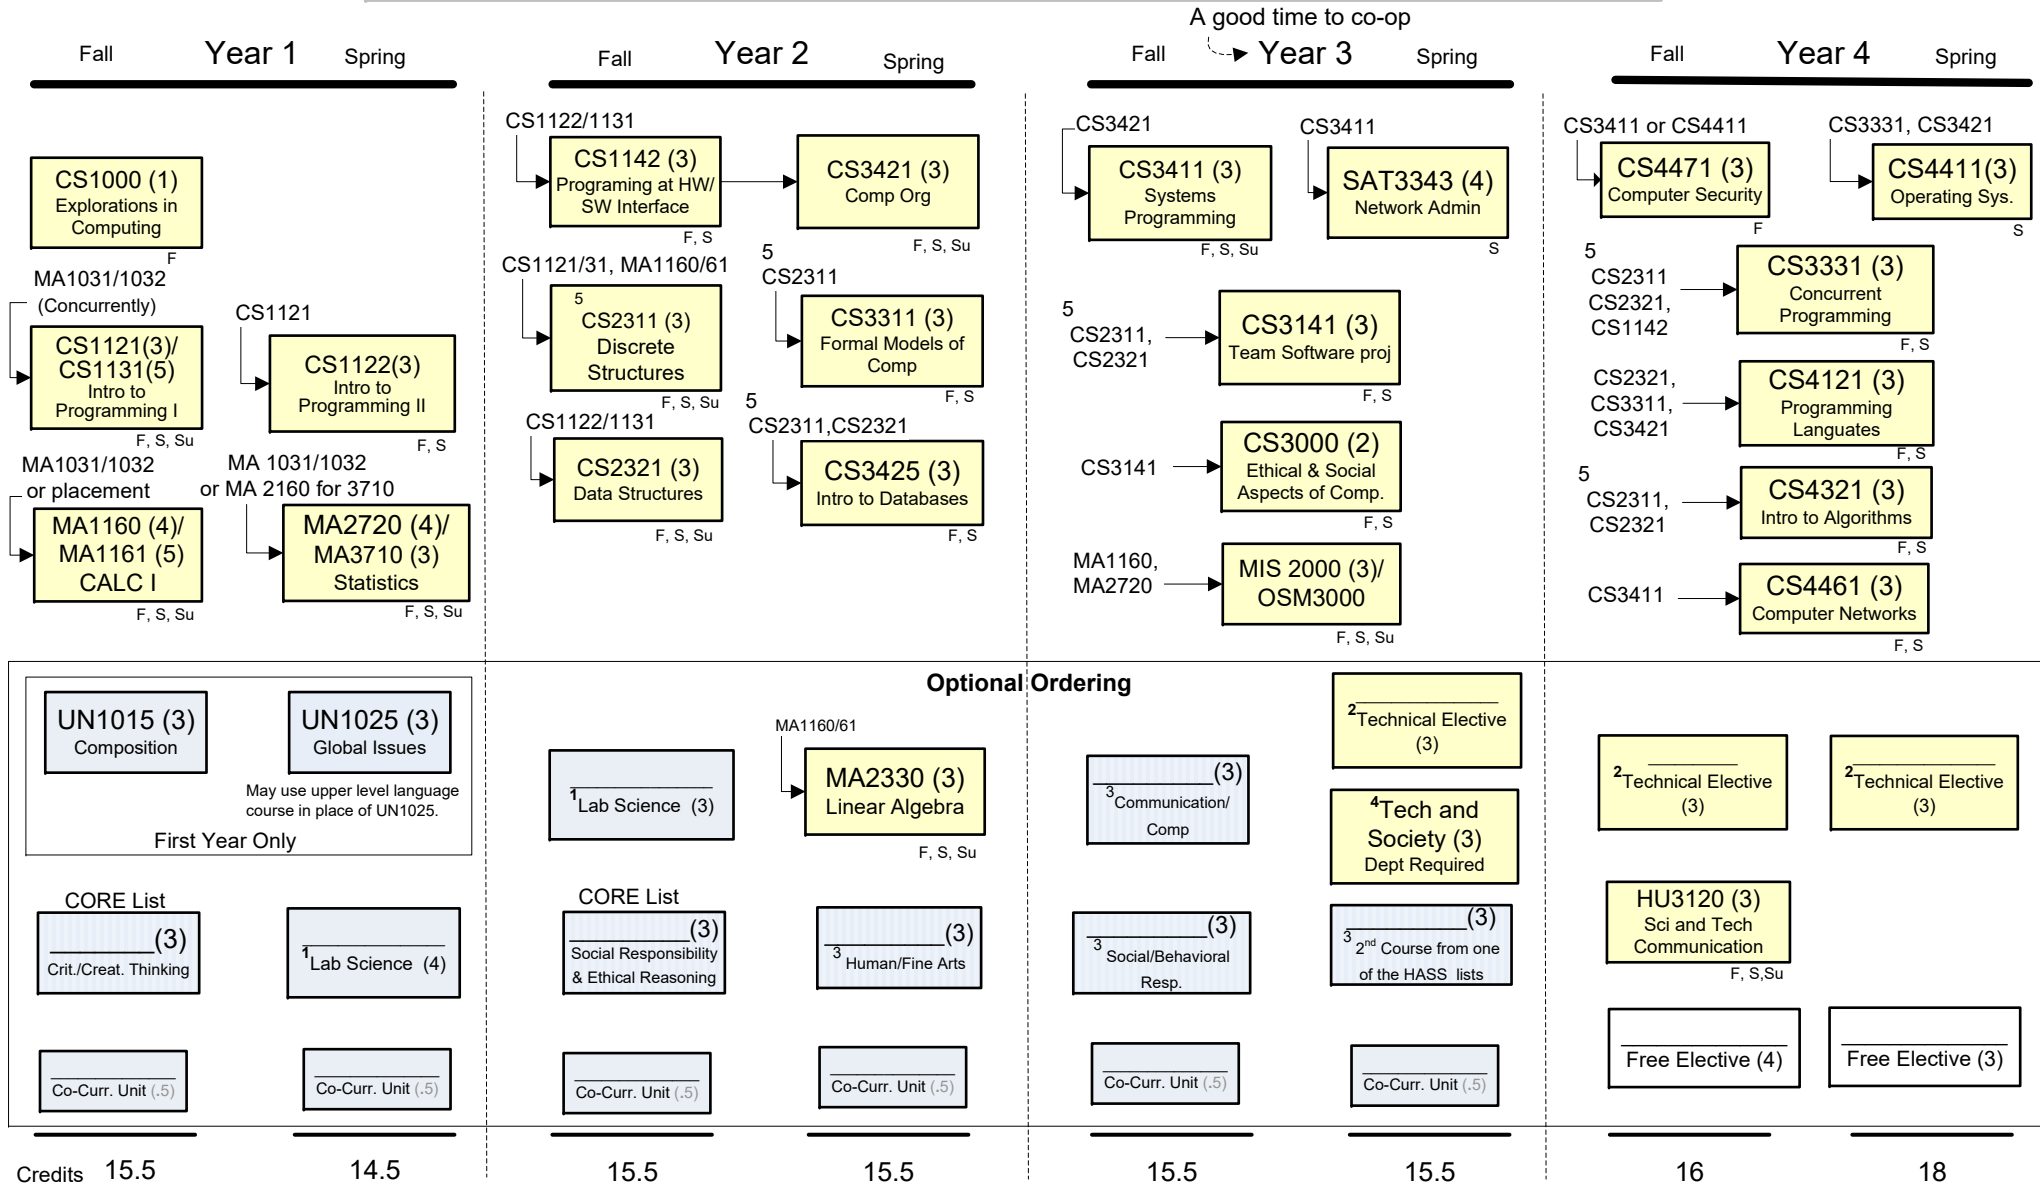 A good time to co-op
Fall Year 1 Spring
Fall Year 2 Spring
Fall Year 3 Spring
Fall Year 4 Spring
CS1000 (1)
Explorations in
Computing
F
MA1031/1032
(Concurrently)
CS1121(3)/
CS1131(5)
Intro to
Programming I
F, S, Su
CS1121
CS1122(3)
Intro to
Programming II
F, S
MA1031/1032
or placement
MA1160 (4)/
MA1161 (5)
CALC I
F, S, Su
MA 1031/1032
or MA 2160 for 3710
MA2720 (4)/
MA3710 (3)
Statistics
F, S, Su
CS1122/1131
CS1142 (3)
Programing at HW/
SW Interface
F, S
CS3421 (3)
Comp Org
F, S, Su
CS1121/31, MA1160/61
5
CS2311 (3)
Discrete
Structures
F, S, Su
5
CS2311
CS3311 (3)
Formal Models of
Comp
F, S
CS1122/1131
CS2321 (3)
Data Structures
F, S, Su
5
CS2311,CS2321
CS3425 (3)
Intro to Databases
F, S
CS3421
CS3411 (3)
Systems
Programming
F, S, Su
CS3411
SAT3343 (4)
Network Admin
S
5
CS2311,
CS2321
CS3141 (3)
Team Software proj
F, S
CS3141
CS3000 (2)
Ethical & Social
Aspects of Comp.
F, S
MA1160,
MA2720
MIS 2000 (3)/
OSM3000
F, S, Su
CS3411 or CS4411
CS4471 (3)
Computer Security
F
CS3331, CS3421
CS4411(3)
Operating Sys.
S
5
CS2311
CS2321,
CS1142
CS3331 (3)
Concurrent
Programming
F, S
CS2321,
CS3311,
CS3421
CS4121 (3)
Programming
Languates
F, S
5
CS2311,
CS2321
CS4321 (3)
Intro to Algorithms
F, S
CS3411
CS4461 (3)
Computer Networks
F, S
Optional Ordering
UN1015 (3)
Composition
UN1025 (3)
Global Issues
May use upper level language
course in place of UN1025.
First Year Only
CORE List
(3)
Crit./Creat. Thinking
1Lab Science (4)
Co-Curr. Unit (.5)
Co-Curr. Unit (.5)
1Lab Science (3)
MA1160/61
MA2330 (3)
Linear Algebra
F, S, Su
CORE List
(3)
Social Responsibility
& Ethical Reasoning
(3)
3 Human/Fine Arts
Co-Curr. Unit (.5)
Co-Curr. Unit (.5)
(3)
3Communication/
Comp
2Technical Elective
(3)
4Tech and
Society (3)
Dept Required
(3)
3 Social/Behavioral
Resp.
(3)
3 2nd Course from one
of the HASS lists
Co-Curr. Unit (.5)
Co-Curr. Unit (.5)
2Technical Elective
(3)
2Technical Elective
(3)
HU3120 (3)
Sci and Tech
Communication
F, S,Su
Free Elective (4)
Free Elective (3)
Credits 15.5 14.5 15.5 15.5 15.5 15.5 16 18